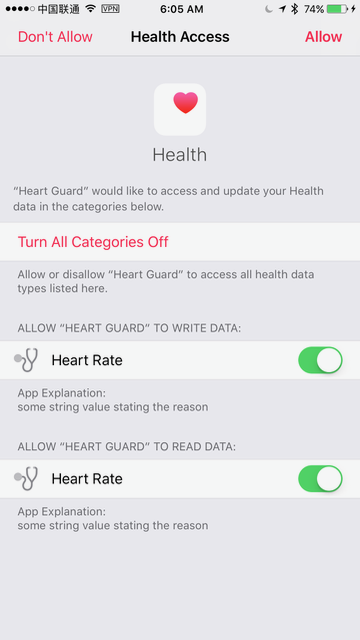 中国联通 VPN 6:05 AM 74%
Don't Allow Health Access Allow
Health
“Heart Guard” would like to access and update your Health
data in the categories below.
Turn All Categories Off
Allow or disallow “Heart Guard” to access all health data
types listed here.
ALLOW “HEART GUARD” TO WRITE DATA:
Heart Rate
App Explanation:
some string value stating the reason
ALLOW “HEART GUARD” TO READ DATA:
Heart Rate
App Explanation:
some string value stating the reason